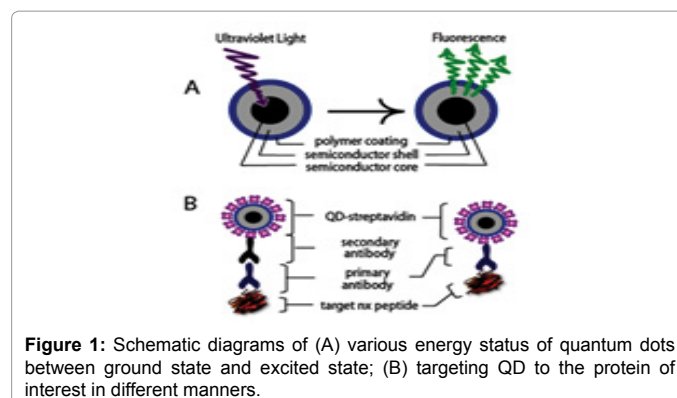 Ultraviolet Light
Fluorescence
A
polymer coating
semiconductor shell
semiconductor core
B
QD-streptavidin
secondary
antibody
primary
antibody
target nx peptide
Figure 1: Schematic diagrams of (A) various energy status of quantum dots
between ground state and excited state; (B) targeting QD to the protein of
interest in different manners.